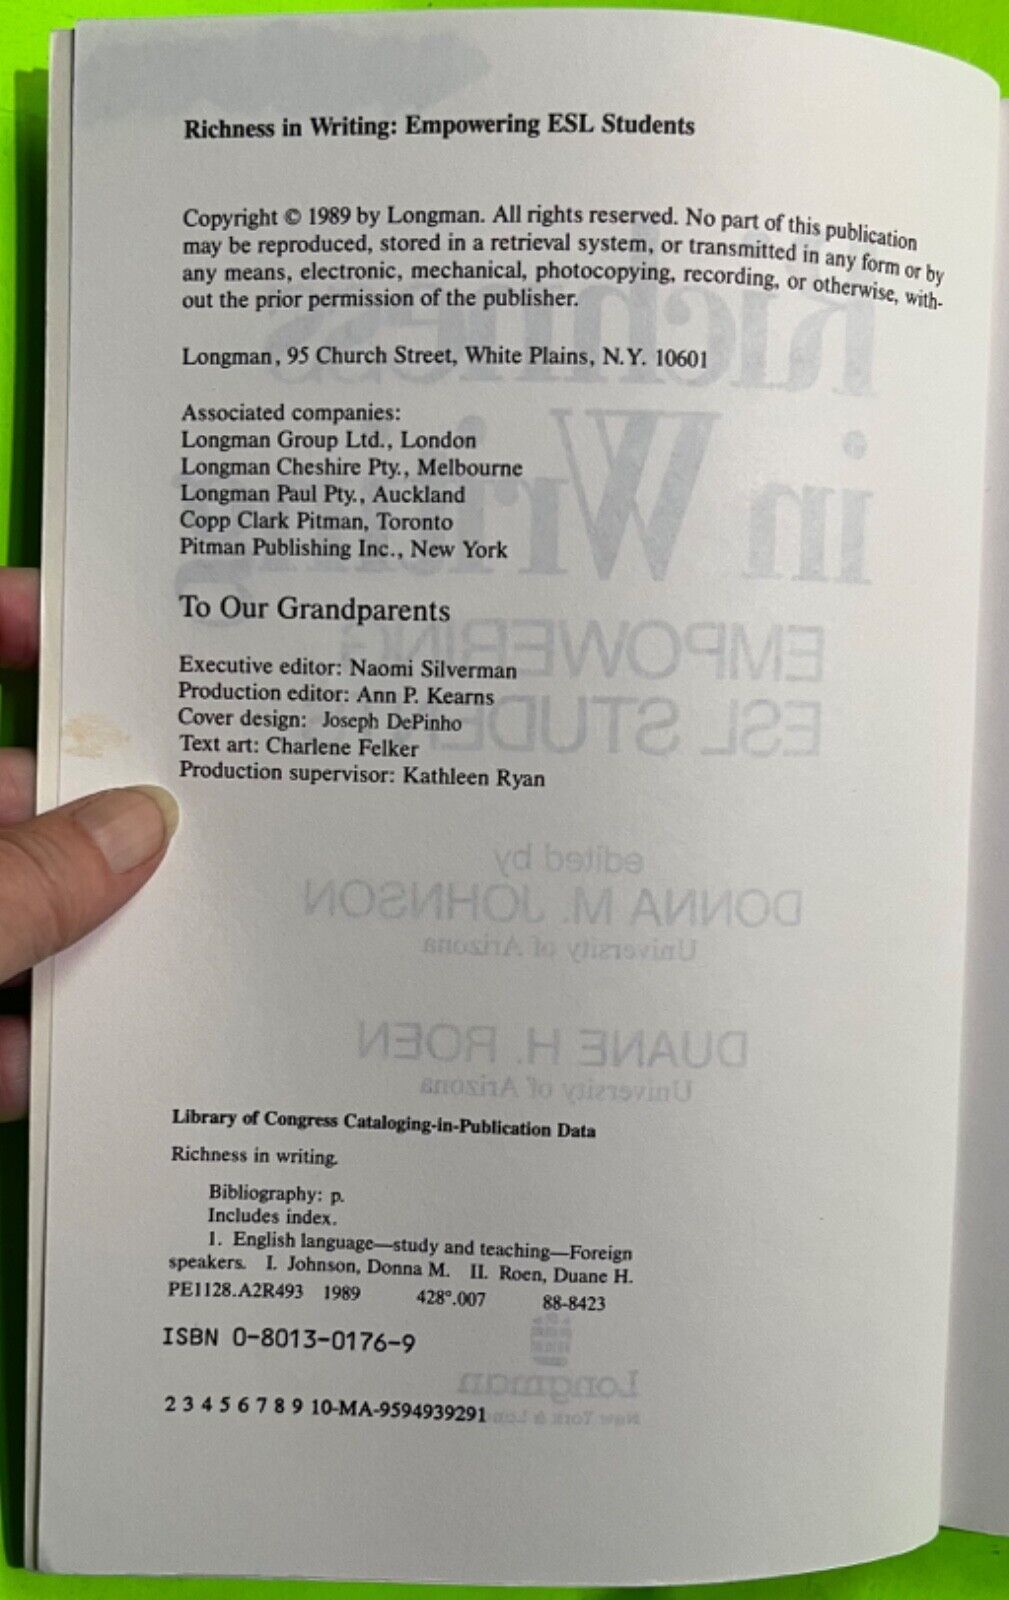 Richness in Writing: Empowering ESL Students
Copyright © 1989 by Longman. All rights reserved. No part of this publication
may be reproduced, stored in a retrieval system, or transmitted in any form or by
any means, electronic, mechanical, photocopying, recording, or otherwise, with-
out the prior permission of the publisher.
Longman, 95 Church Street, White Plains, N.Y. 10601
Associated companies:
Longman Group Ltd., London
Longman Cheshire Pty., Melbourne
Longman Paul Pty., Auckland
Copp Clark Pitman, Toronto
Pitman Publishing Inc., New York
To Our Grandparents
Executive editor: Naomi Silverman
Production editor: Ann P. Kearns
Cover design: Joseph DePinho
Text art: Charlene Felker
Production supervisor: Kathleen Ryan
Library of Congress Cataloging-in-Publication Data
Richness in writing.
Bibliography: p.
Includes index.
1. English language—study and teaching—Foreign
speakers. I. Johnson, Donna M. II. Roen, Duane H.
PE1128.A2R493 1989 428°.007 88-8423
ISBN 0-8013-0176-9
2 3 4 5 6 7 8 9 10-MA-9594939291